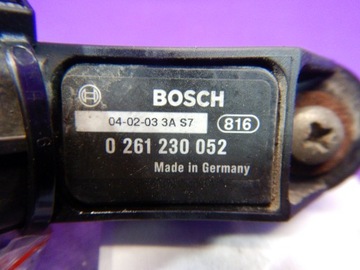 BOSCH
04-02-03 3A S7 816
0 261 230 052
Made in Germany